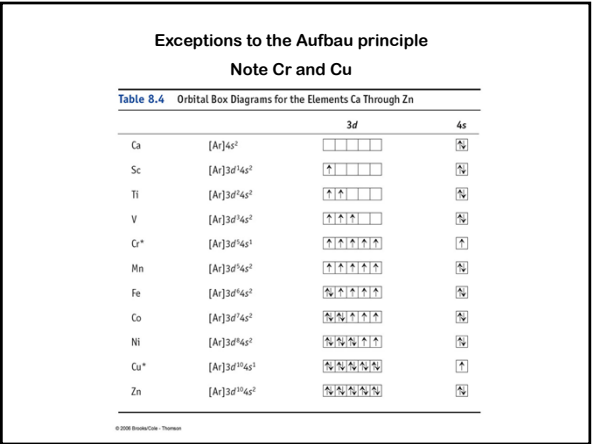 Exceptions to the Aufbau principle
Note Cr and Cu
Table 8.4 Orbital Box Diagrams for the Elements Ca Through Zn
3d 4s
Ca [Ar]4s² ⥮
Sc [Ar]3d¹4s² ↑ ⥮
Ti [Ar]3d²4s² ↑ ↑ ⥮
V [Ar]3d³4s² ↑ ↑ ↑ ⥮
Cr* [Ar]3d⁵4s¹ ↑ ↑ ↑ ↑ ↑ ↑
Mn [Ar]3d⁵4s² ↑ ↑ ↑ ↑ ↑ ⥮
Fe [Ar]3d⁶4s² ⥮ ↑ ↑ ↑ ↑ ⥮
Co [Ar]3d⁷4s² ⥮ ⥮ ↑ ↑ ↑ ⥮
Ni [Ar]3d⁸4s² ⥮ ⥮ ⥮ ↑ ↑ ⥮
Cu* [Ar]3d¹⁰4s¹ ⥮ ⥮ ⥮ ⥮ ⥮ ↑
Zn [Ar]3d¹⁰4s² ⥮ ⥮ ⥮ ⥮ ⥮ ⥮
© 2006 Brooks/Cole - Thomson